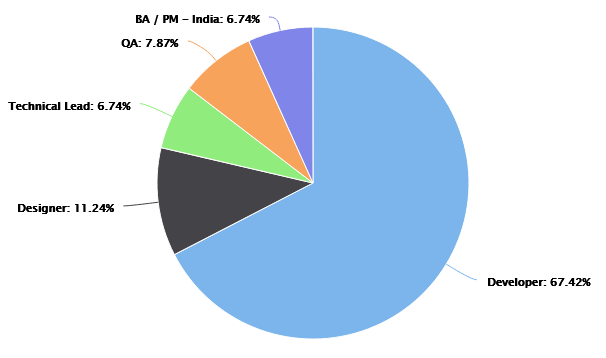 BA / PM – India: 6.74%
QA: 7.87%
Technical Lead: 6.74%
Designer: 11.24%
Developer: 67.42%